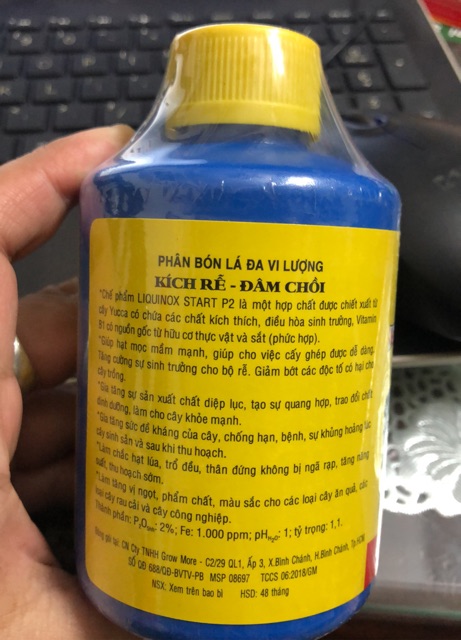 PHÂN BÓN LÁ ĐA VI LƯỢNG
KÍCH RỄ - ĐÂM CHỒI
*Chế phẩm LIQUINOX START P2 là một hợp chất được chiết xuất từ
cây Yucca có chứa các chất kích thích, điều hòa sinh trưởng, Vitamin
B1 có nguồn gốc từ hữu cơ thực vật và sắt (phức hợp).
*Giúp hạt mọc mầm mạnh, giúp cho việc cấy ghép được dễ dàng.
Tăng cường sự sinh trưởng cho bộ rễ. Giảm bớt các độc tố có hại cho
cây trồng.
*Gia tăng sự sản xuất chất diệp lục, tạo sự quang hợp, trao đổi chất
dinh dưỡng, làm cho cây khỏe mạnh.
*Gia tăng sức đề kháng của cây, chống hạn, bệnh, sự khủng hoảng lúc
cây sinh sản và sau khi thu hoạch.
*Làm chắc hạt lúa, trổ đều, thân đứng không bị ngã rạp, tăng năng
suất, thu hoạch sớm.
*Làm tăng vị ngọt, phẩm chất, màu sắc cho các loại cây ăn quả, các
loại cây rau cải và cây công nghiệp.
Thành phần: P₂O₅hh: 2%; Fe: 1.000 ppm; pHH₂O: 1; tỷ trọng: 1,1.
Đóng gói tại: CN Cty TNHH Grow More - C2/29 QL1, Ấp 3, X.Bình Chánh, H.Bình Chánh, Tp.HCM
SỐ QĐ 688/QĐ-BVTV-PB MSP 08697 TCCS 06:2018/GM
NSX: Xem trên bao bì HSD: 48 tháng